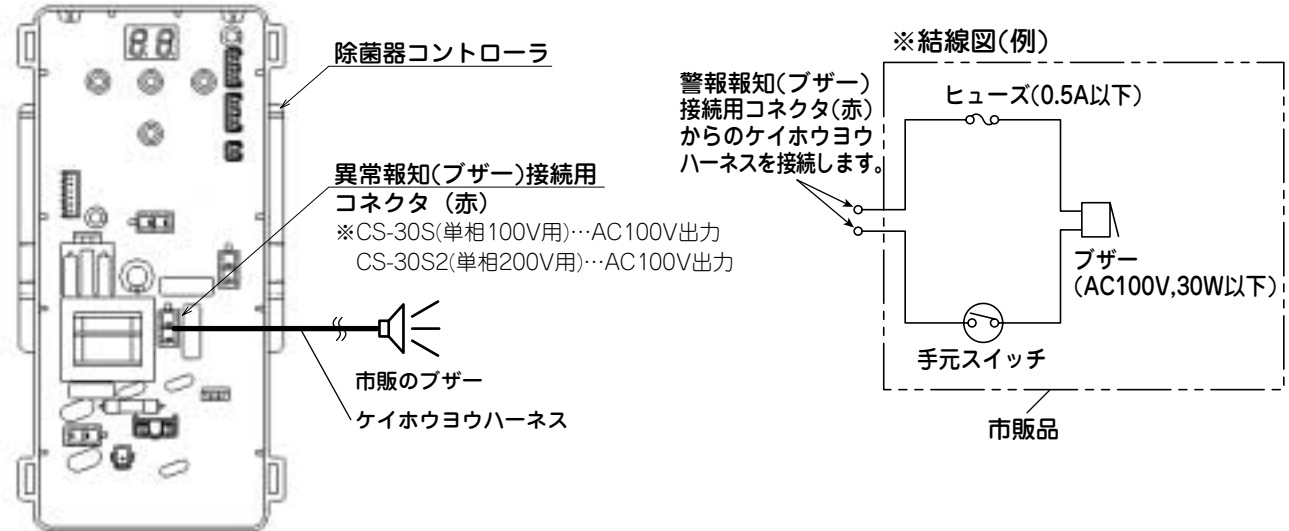 除菌器コントローラ
異常報知(ブザー)接続用
コネクタ（赤）
※CS-30S(単相100V用)…AC100V出力
CS-30S2(単相200V用)…AC100V出力
市販のブザー
ケイホウヨウハーネス
※結線図(例)
警報報知(ブザー)
接続用コネクタ(赤)
からのケイホウヨウ
ハーネスを接続します。
ヒューズ(0.5A以下)
ブザー
(AC100V,30W以下)
手元スイッチ
市販品